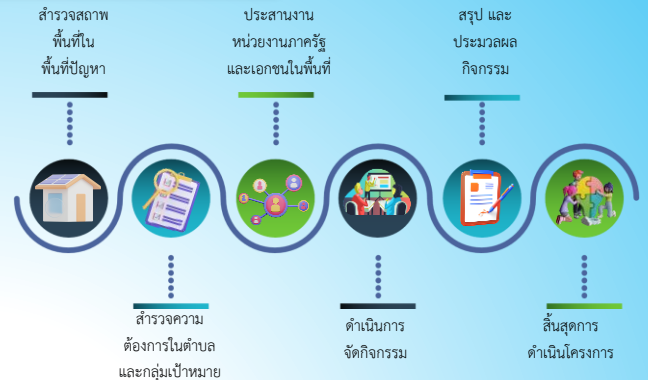 สำรวจสภาพ
พื้นที่ใน
พื้นที่ปัญหา
สำรวจความ
ต้องการในตำบล
และกลุ่มเป้าหมาย
ประสานงาน
หน่วยงานภาครัฐ
และเอกชนในพื้นที่
ดำเนินการ
จัดกิจกรรม
สรุป และ
ประมวลผล
กิจกรรม
สิ้นสุดการ
ดำเนินโครงการ